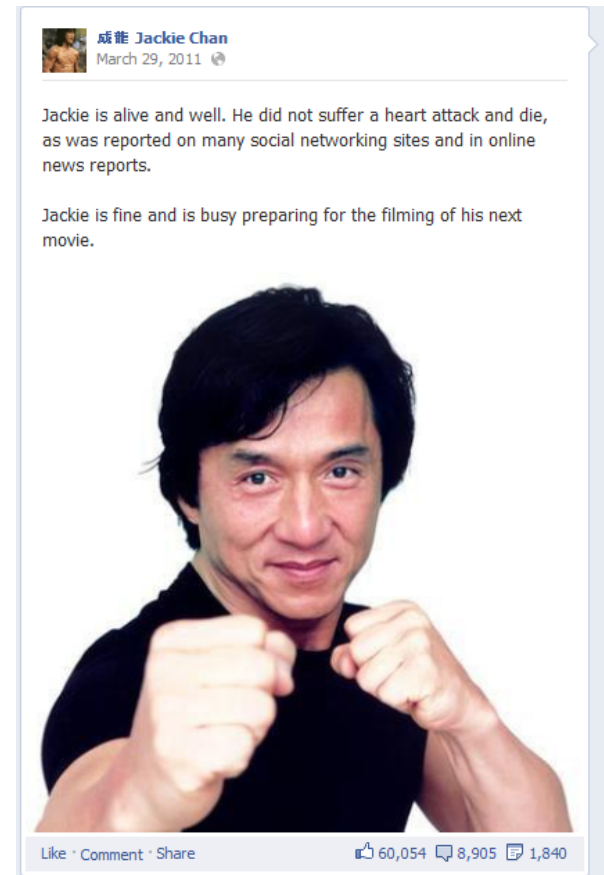 成龍 Jackie Chan
March 29, 2011
Jackie is alive and well. He did not suffer a heart attack and die,
as was reported on many social networking sites and in online
news reports.
Jackie is fine and is busy preparing for the filming of his next
movie.
Like · Comment · Share 60,054 8,905 1,840